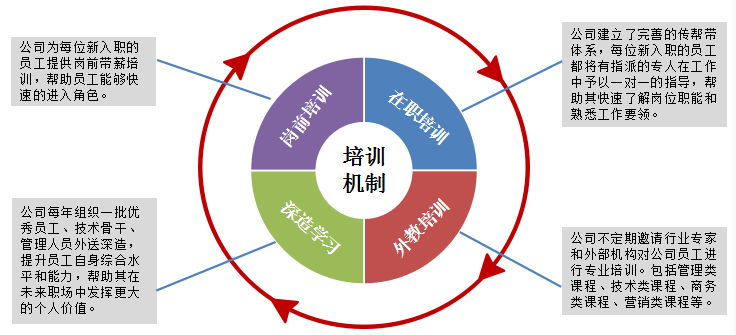 公司为每位新入职的
员工提供岗前带薪培
训，帮助员工能够快
速的进入角色。
公司建立了完善的传帮带
体系，每位新入职的员工
都将有指派的专人在工作
中予以一对一的指导，帮
助其快速了解岗位职能和
熟悉工作要领。
岗前培训
在职培训
培训
机制
深造学习
外教培训
公司每年组织一批优
秀员工、技术骨干、
管理人员外送深造，
提升员工自身综合水
平和能力，帮助其在
未来职场中发挥更大
的个人价值。
公司不定期邀请行业专家
和外部机构对公司员工进
行专业培训。包括管理类
课程、技术类课程、商务
类课程、营销类课程等。